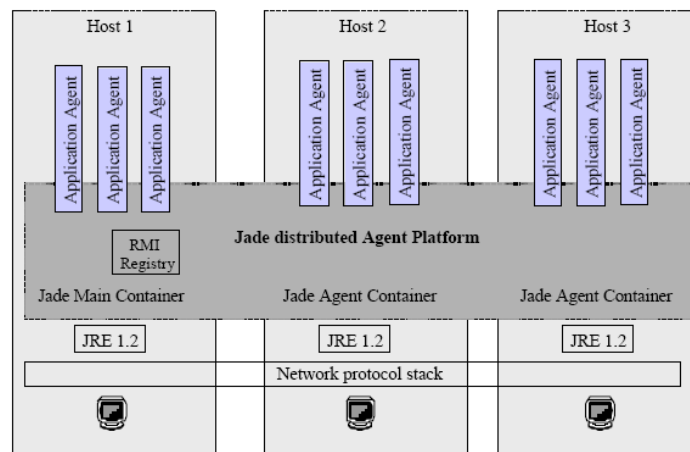 Host 1
Host 2
Host 3
Application Agent
Application Agent
Application Agent
Application Agent
Application Agent
Application Agent
Application Agent
Application Agent
Application Agent
Jade distributed Agent Platform
RMI
Registry
Jade Main Container
Jade Agent Container
Jade Agent Container
JRE 1.2
JRE 1.2
JRE 1.2
Network protocol stack